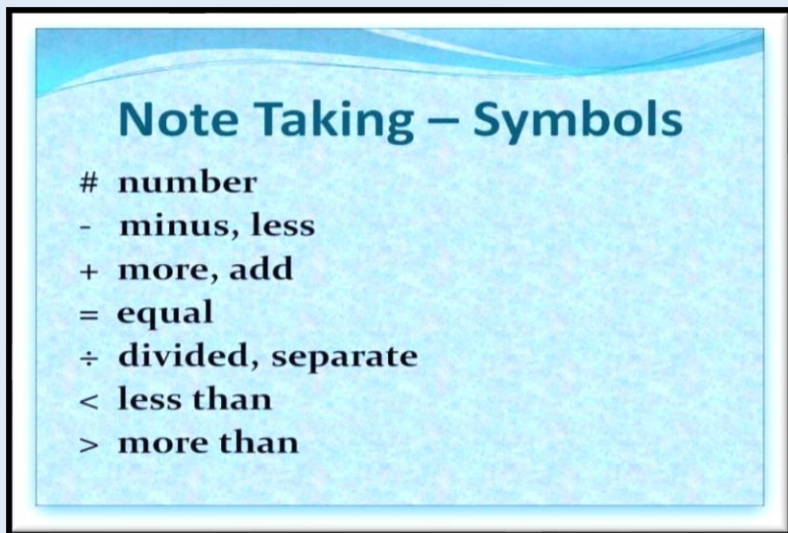 Note Taking – Symbols
# number
- minus, less
+ more, add
= equal
÷ divided, separate
< less than
> more than